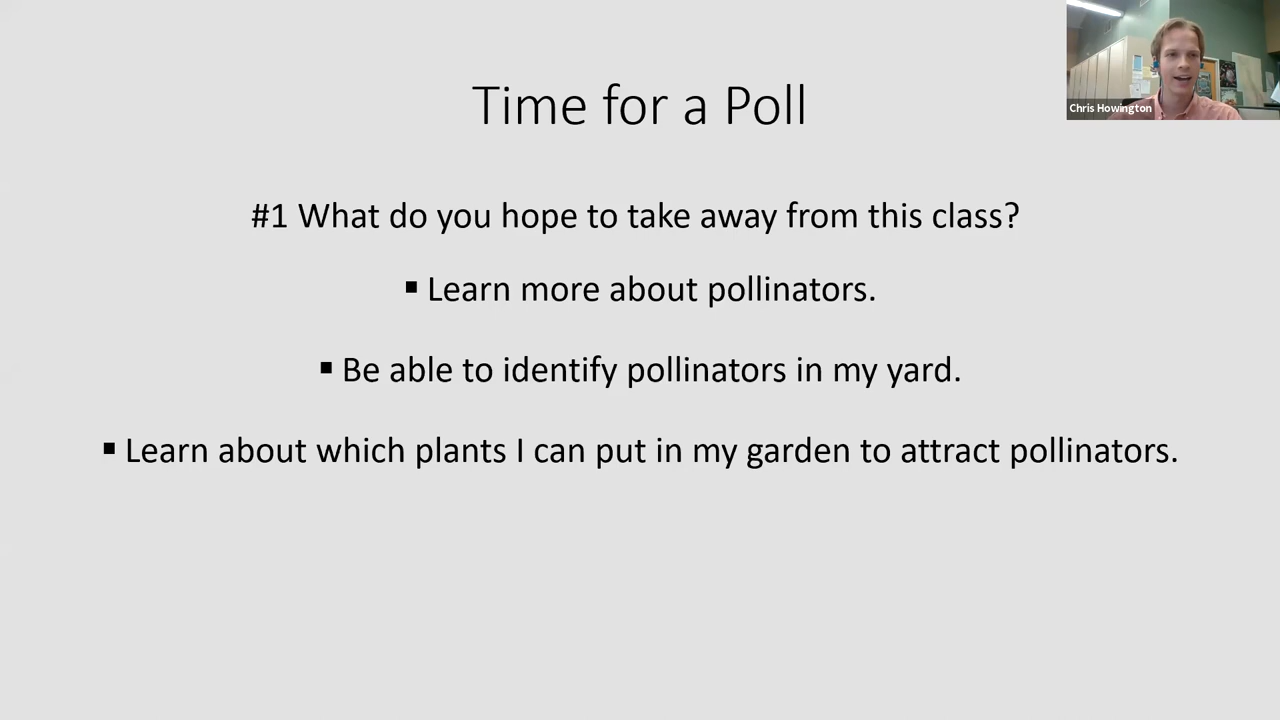 Time for a Poll
Chris Howington
#1 What do you hope to take away from this class?
▪ Learn more about pollinators.
▪ Be able to identify pollinators in my yard.
▪ Learn about which plants I can put in my garden to attract pollinators.